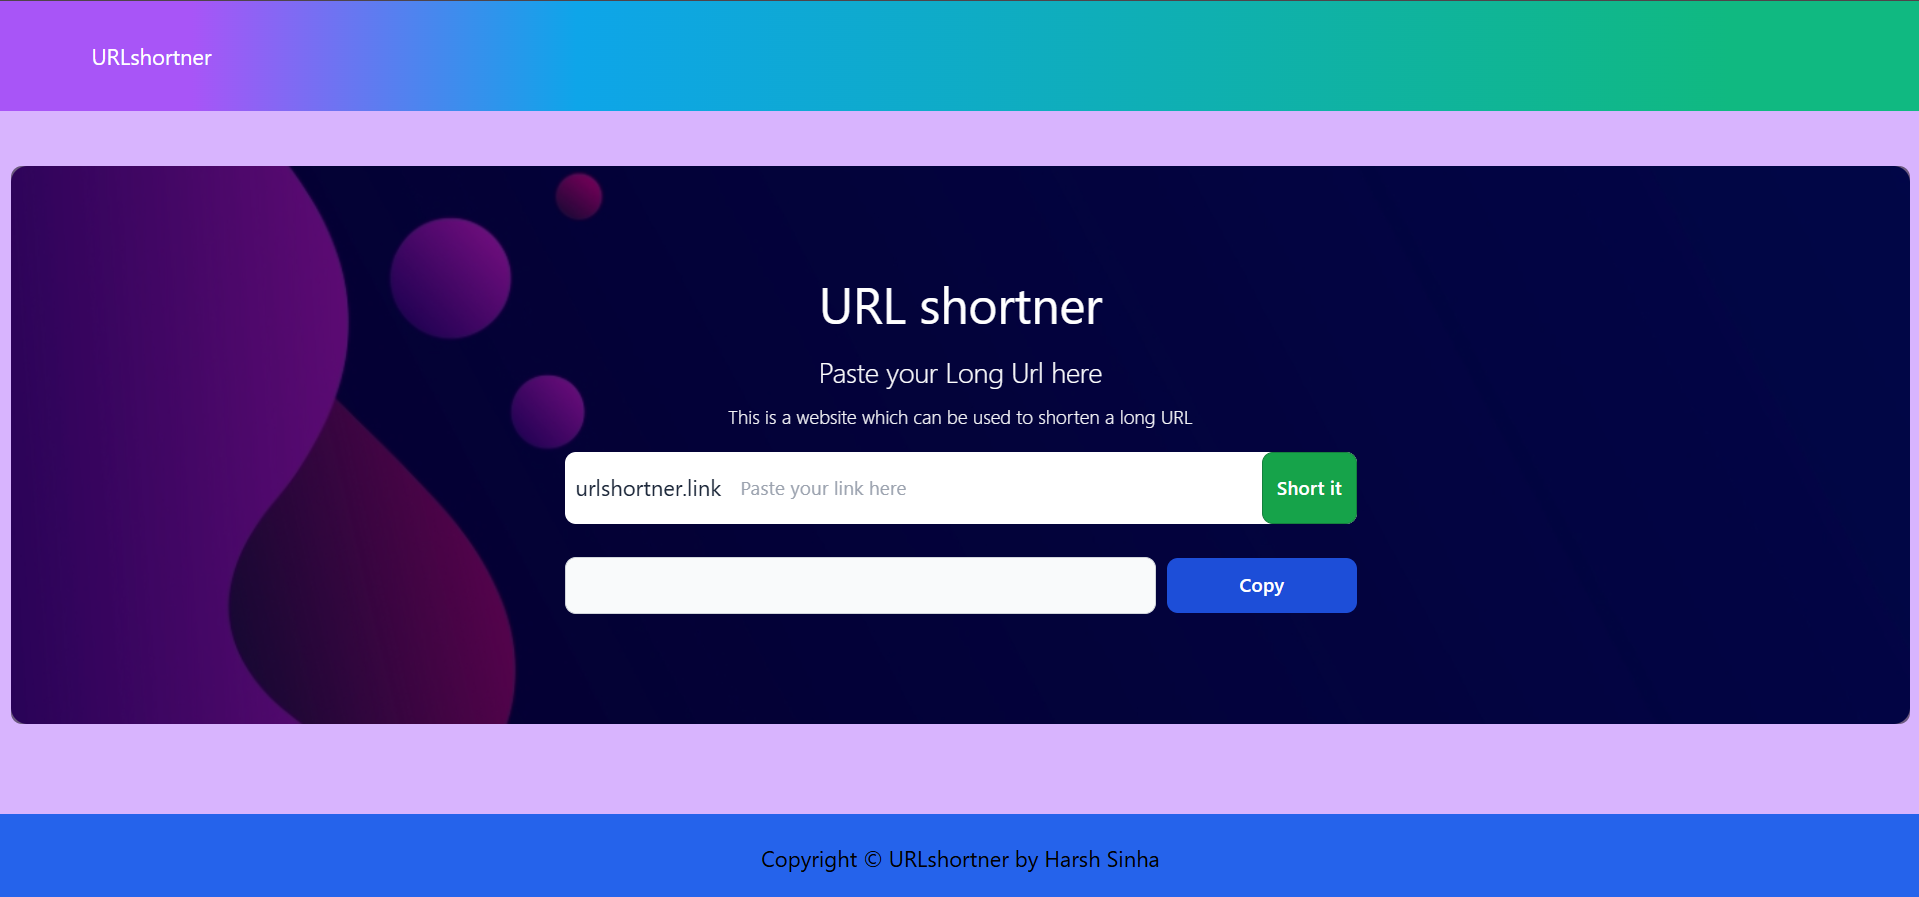 URLshortner
URL shortner
Paste your Long Url here
This is a website which can be used to shorten a long URL
urlshortner.link Paste your link here Short it
Copy
Copyright © URLshortner by Harsh Sinha